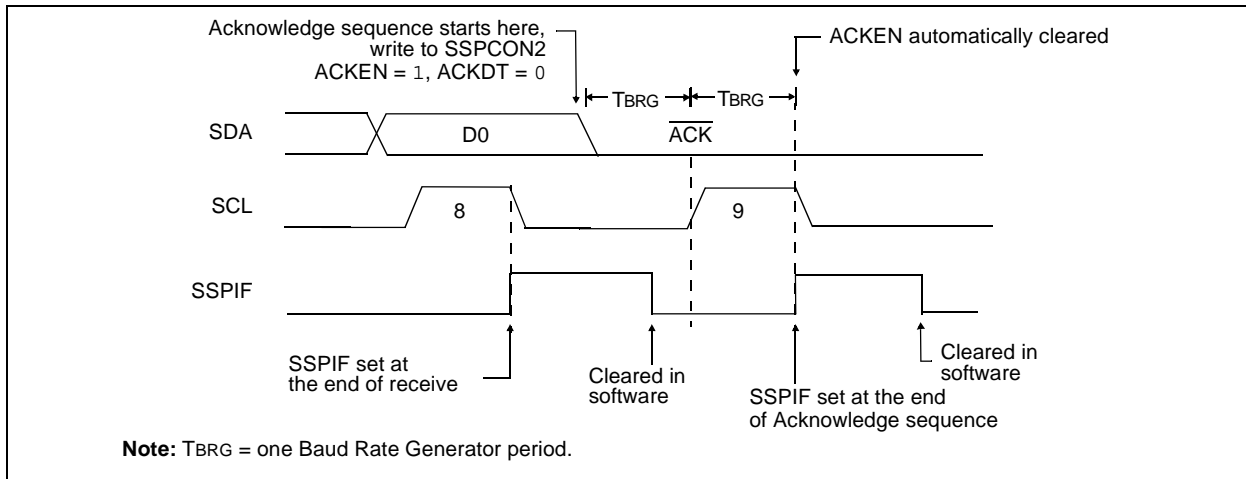 Acknowledge sequence starts here,
write to SSPCON2
ACKEN = 1, ACKDT = 0
ACKEN automatically cleared
TBRG
TBRG
SDA
D0
ACK
SCL
8
9
SSPIF
SSPIF set at
the end of receive
Cleared in
software
SSPIF set at the end
of Acknowledge sequence
Cleared in
software
Note: TBRG = one Baud Rate Generator period.